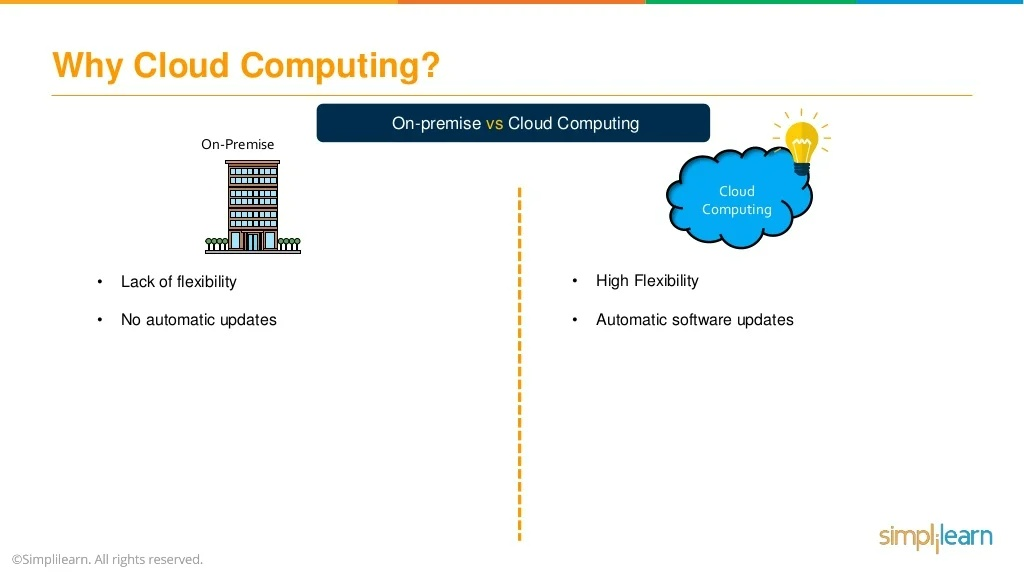 Why Cloud Computing?
On-premise vs Cloud Computing
On-Premise
• Lack of flexibility
• No automatic updates
Cloud
Computing
• High Flexibility
• Automatic software updates
©Simplilearn. All rights reserved.
simplilearn